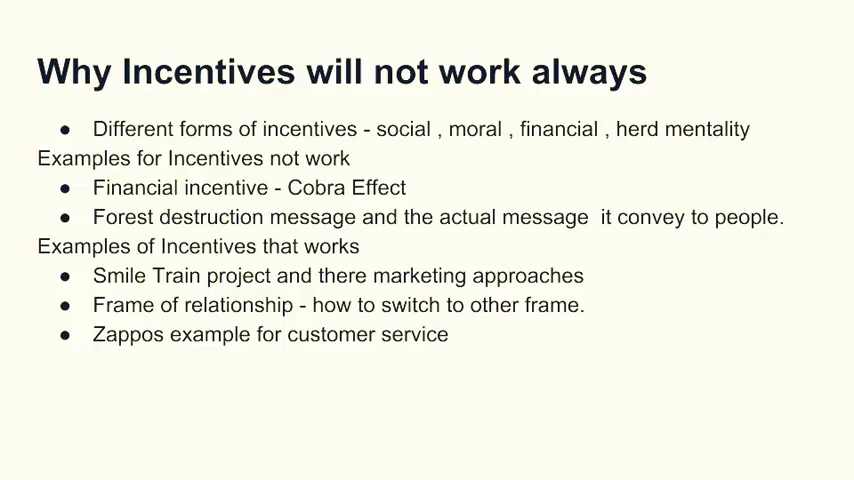 Why Incentives will not work always
● Different forms of incentives - social , moral , financial , herd mentality
Examples for Incentives not work
● Financial incentive - Cobra Effect
● Forest destruction message and the actual message  it convey to people.
Examples of Incentives that works
● Smile Train project and there marketing approaches
● Frame of relationship - how to switch to other frame.
● Zappos example for customer service